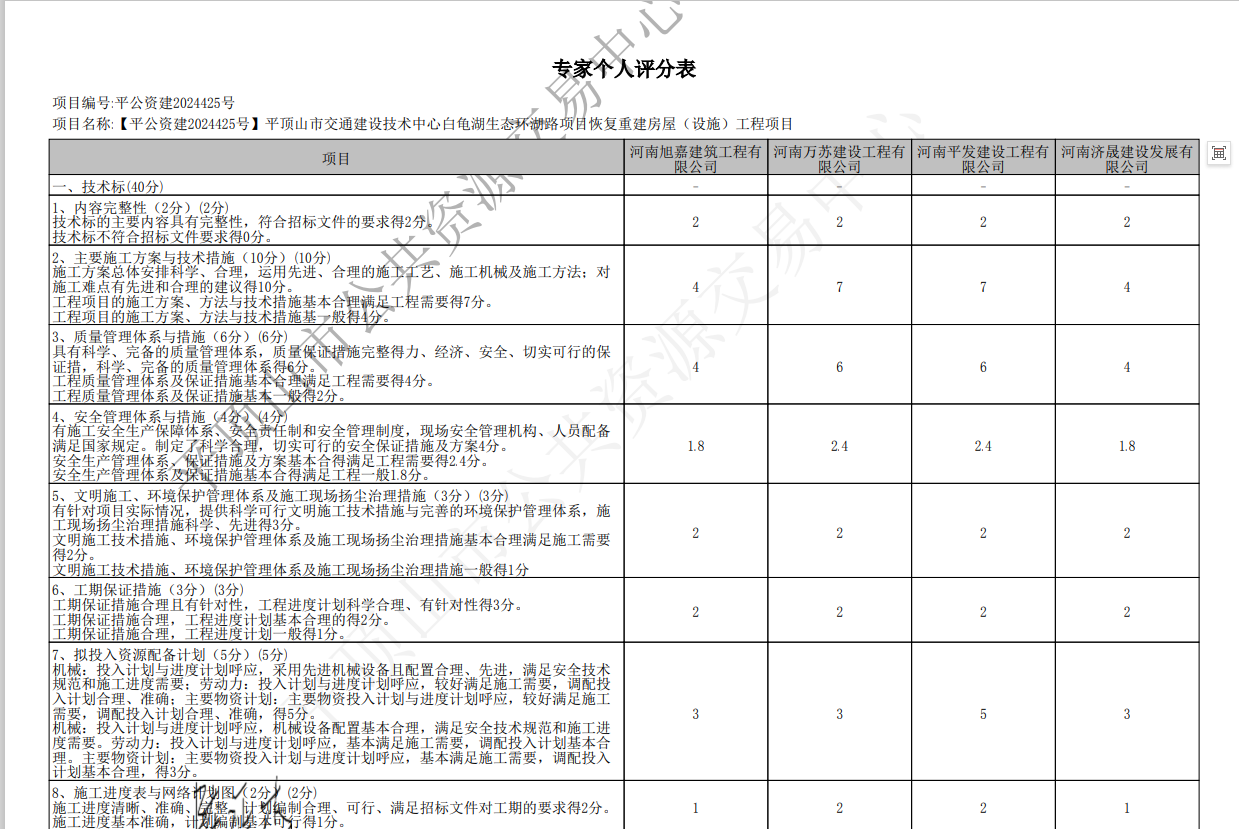 专家个人评分表
项目编号:平公资建2024425号
项目名称:【平公资建2024425号】平顶山市交通建设技术中心白龟湖生态环湖路项目恢复重建房屋（设施）工程项目
项目
河南旭嘉建筑工程有
限公司
河南万苏建设工程有
限公司
河南平发建设工程有
限公司
河南济晟建设发展有
限公司
一、技术标(40分)
-
-
-
-
1、内容完整性（2分）(2分)
技术标的主要内容具有完整性，符合招标文件的要求得2分。
技术标不符合招标文件要求得0分。
2
2
2
2
2、主要施工方案与技术措施（10分）(10分)
施工方案总体安排科学、合理，运用先进、合理的施工工艺、施工机械及施工方法；对
施工难点有先进和合理的建议得10分。
工程项目的施工方案、方法与技术措施基本合理满足工程需要得7分。
工程项目的施工方案、方法与技术措施基一般得4分。
4
7
7
4
3、质量管理体系与措施（6分）(6分)
具有科学、完备的质量管理体系，质量保证措施完整得力、经济、安全、切实可行的保
证措，科学、完备的质量管理体系得6分。
工程质量管理体系及保证措施基本合理满足工程需要得4分。
工程质量管理体系及保证措施基本一般得2分。
4
6
6
4
4、安全管理体系与措施（4分）(4分)
有施工安全生产保障体系、安全责任制和安全管理制度，现场安全管理机构、人员配备
满足国家规定。制定了科学合理，切实可行的安全保证措施及方案4分。
安全生产管理体系、保证措施及方案基本合得满足工程需要得2.4分。
安全生产管理体系及保证措施基本合得满足工程一般1.8分。
1.8
2.4
2.4
1.8
5、文明施工、环境保护管理体系及施工现场扬尘治理措施（3分）(3分)
有针对项目实际情况，提供科学可行文明施工技术措施与完善的环境保护管理体系，施
工现场扬尘治理措施科学、先进得3分。
文明施工技术措施、环境保护管理体系及施工现场扬尘治理措施基本合理满足施工需要
得2分。
文明施工技术措施、环境保护管理体系及施工现场扬尘治理措施一般得1分
2
2
2
2
6、工期保证措施（3分）(3分)
工期保证措施合理且有针对性，工程进度计划科学合理、有针对性得3分。
工期保证措施合理，工程进度计划基本合理的得2分。
工期保证措施合理，工程进度计划一般得1分。
2
2
2
2
7、拟投入资源配备计划（5分）(5分)
机械：投入计划与进度计划呼应，采用先进机械设备且配置合理、先进，满足安全技术
规范和施工进度需要；劳动力：投入计划与进度计划呼应，较好满足施工需要，调配投
入计划合理、准确；主要物资计划：主要物资投入计划与进度计划呼应，较好满足施工
需要，调配投入计划合理、准确，得5分。
机械：投入计划与进度计划呼应，机械设备配置基本合理，满足安全技术规范和施工进
度需要。劳动力：投入计划与进度计划呼应，基本满足施工需要，调配投入计划基本合
理。主要物资计划：主要物资投入计划与进度计划呼应，基本满足施工需要，调配投入
计划基本合理，得3分。
3
3
5
3
8、施工进度表与网络计划图（2分）(2分)
施工进度清晰、准确、完整，计划编制合理、可行、满足招标文件对工期的要求得2分。
施工进度基本准确，计划编制基本可行得1分。
1
2
2
1
平顶山市公共资源交易中心
平顶山市公共资源交易中心